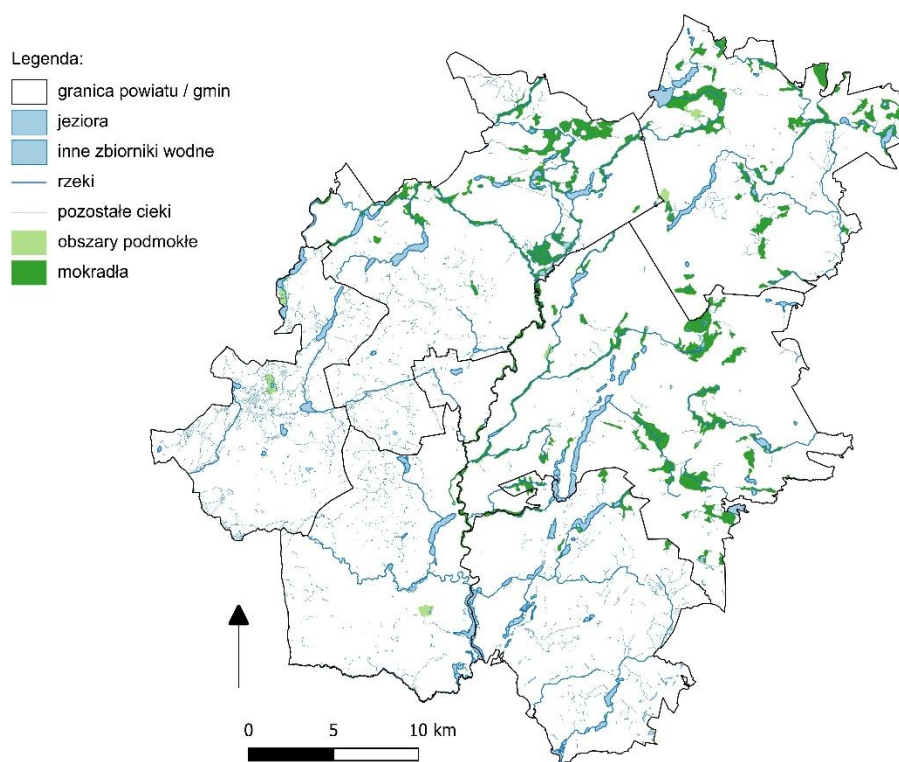 Legenda:
granica powiatu / gmin
jeziora
inne zbiorniki wodne
rzeki
pozostałe cieki
obszary podmokłe
mokradła
0 5 10 km